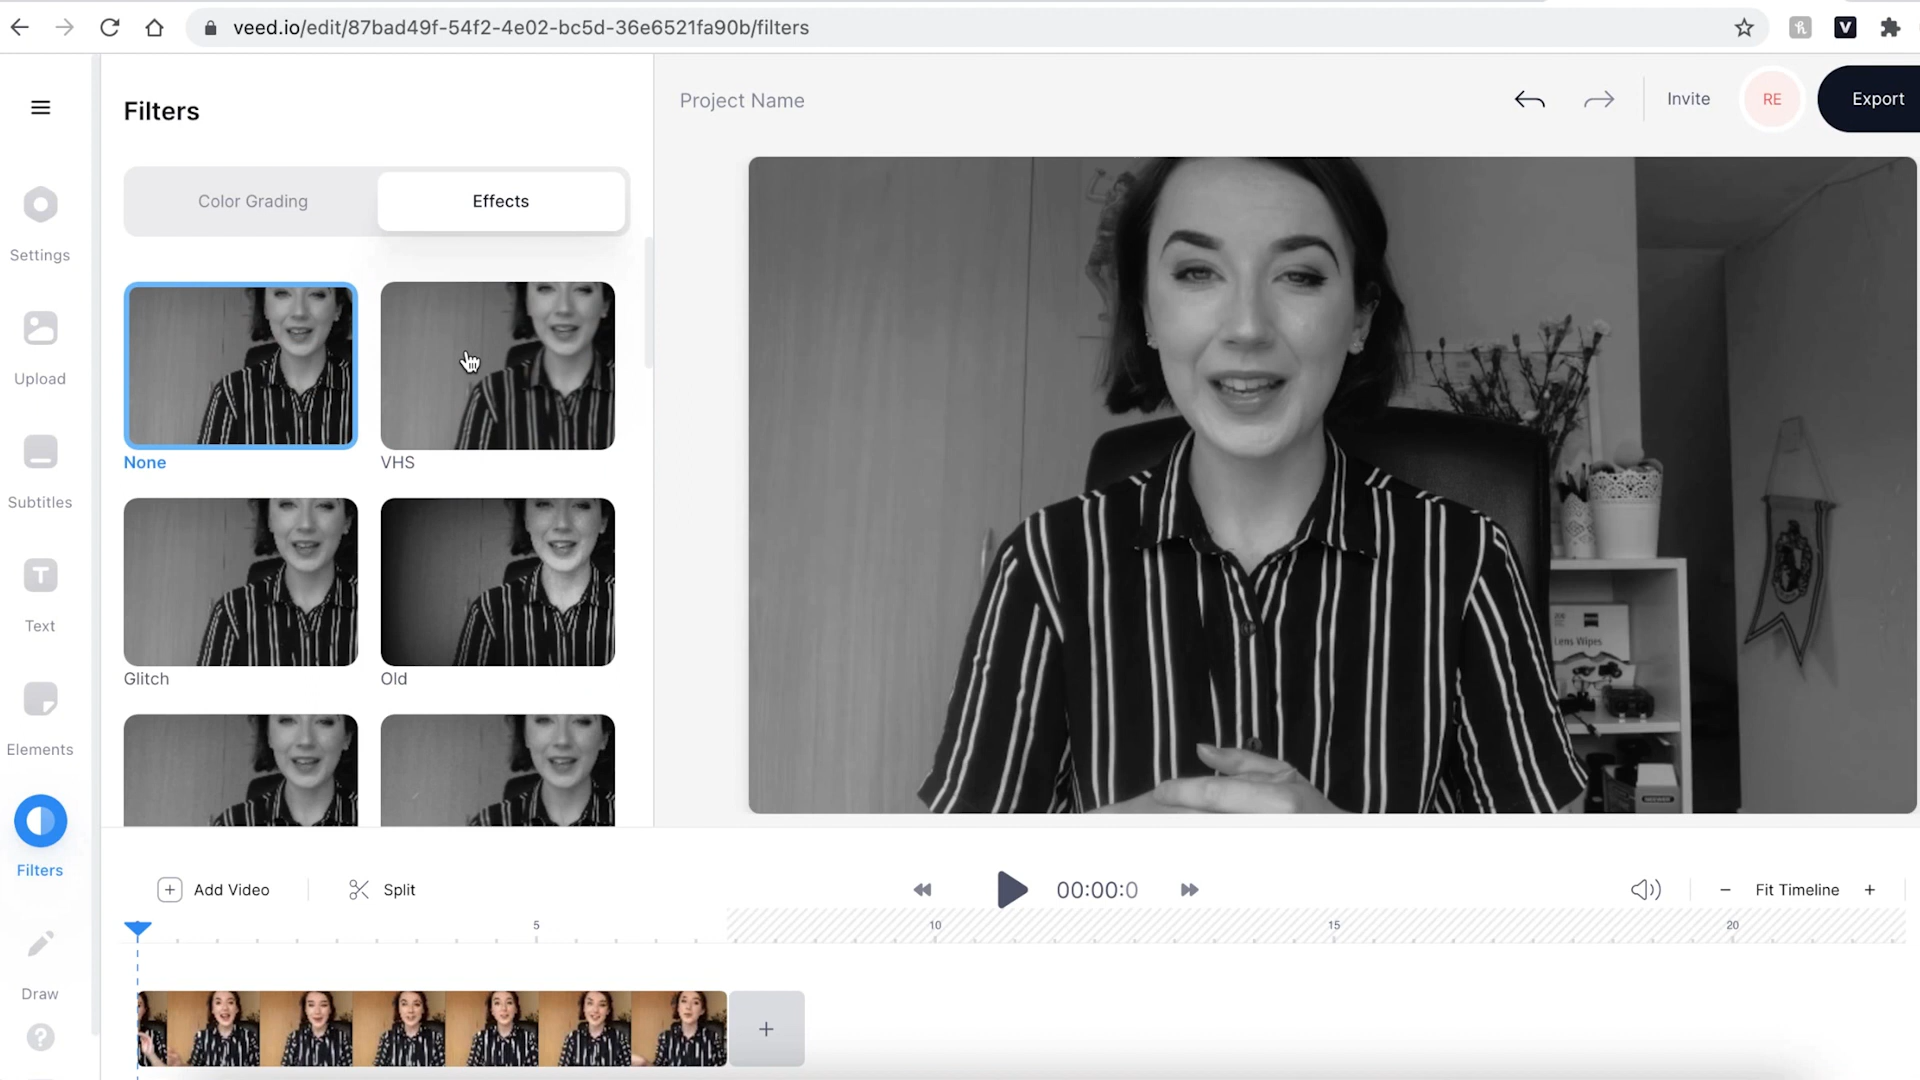 veed.io/edit/87bad49f-54f2-4e02-bc5d-36e6521fa90b/filters
Filters
Project Name
Invite
RE
Export
Color Grading
Effects
Settings
Upload
Subtitles
Text
Elements
Filters
Draw
None
VHS
Glitch
Old
Lens Wipes
Add Video
Split
00:00:0
Fit Timeline
5
10
15
20